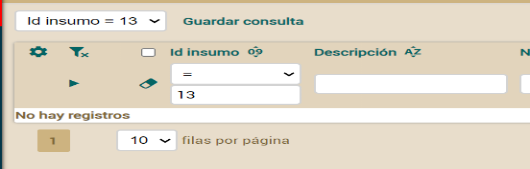 Id insumo = 13 Guardar consulta
Id insumo Descripción
=
13
No hay registros
1 10 filas por página